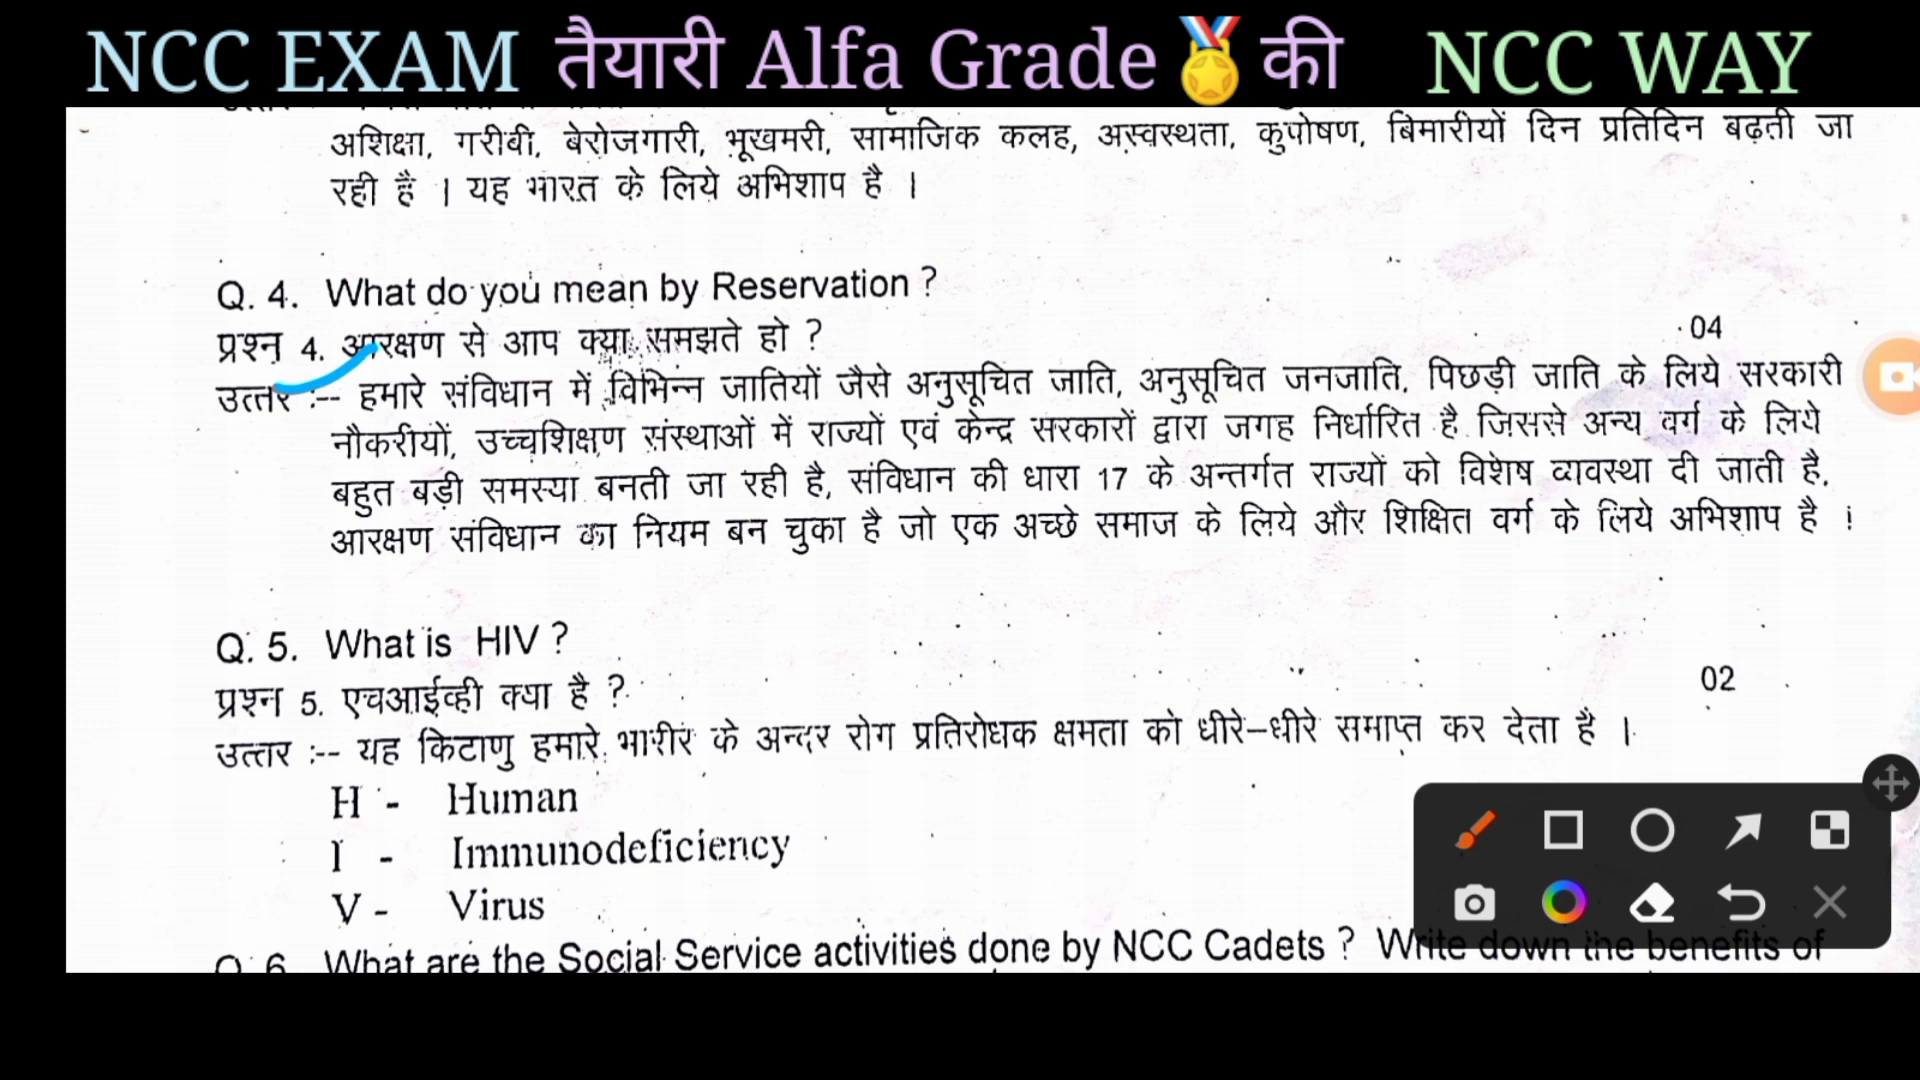 NCC EXAM तैयारी Alfa Grade🏅की NCC WAY
अशिक्षा, गरीबी, बेरोजगारी, भूखमरी, सामाजिक कलह, अस्वस्थता, कुपोषण, बिमारीयों दिन प्रतिदिन बढ़ती जा
रही है । यह भारत के लिये अभिशाप है ।
Q. 4. What do you mean by Reservation ?
प्रश्न 4. आरक्षण से आप क्या समझते हो ?
04
उत्तर :-- हमारे संविधान में विभिन्न जातियों जैसे अनुसूचित जाति, अनुसूचित जनजाति, पिछड़ी जाति के लिये सरकारी
नौकरीयों, उच्चशिक्षण संस्थाओं में राज्यों एवं केन्द्र सरकारों द्वारा जगह निर्धारित है जिससे अन्य वर्ग के लिये
बहुत बड़ी समस्या बनती जा रही है, संविधान की धारा 17 के अन्तर्गत राज्यों को विशेष व्यवस्था दी जाती है,
आरक्षण संविधान का नियम बन चुका है जो एक अच्छे समाज के लिये और शिक्षित वर्ग के लिये अभिशाप है ।
Q. 5. What is HIV ?
प्रश्न 5. एचआईव्ही क्या है ?
02
उत्तर :-- यह किटाणु हमारे भारीर के अन्दर रोग प्रतिरोधक क्षमता को धीरे-धीरे समाप्त कर देता है ।
H - Human
I - Immunodeficiency
V - Virus
Q. 6. What are the Social Service activities done by NCC Cadets ? Write down the benefits of